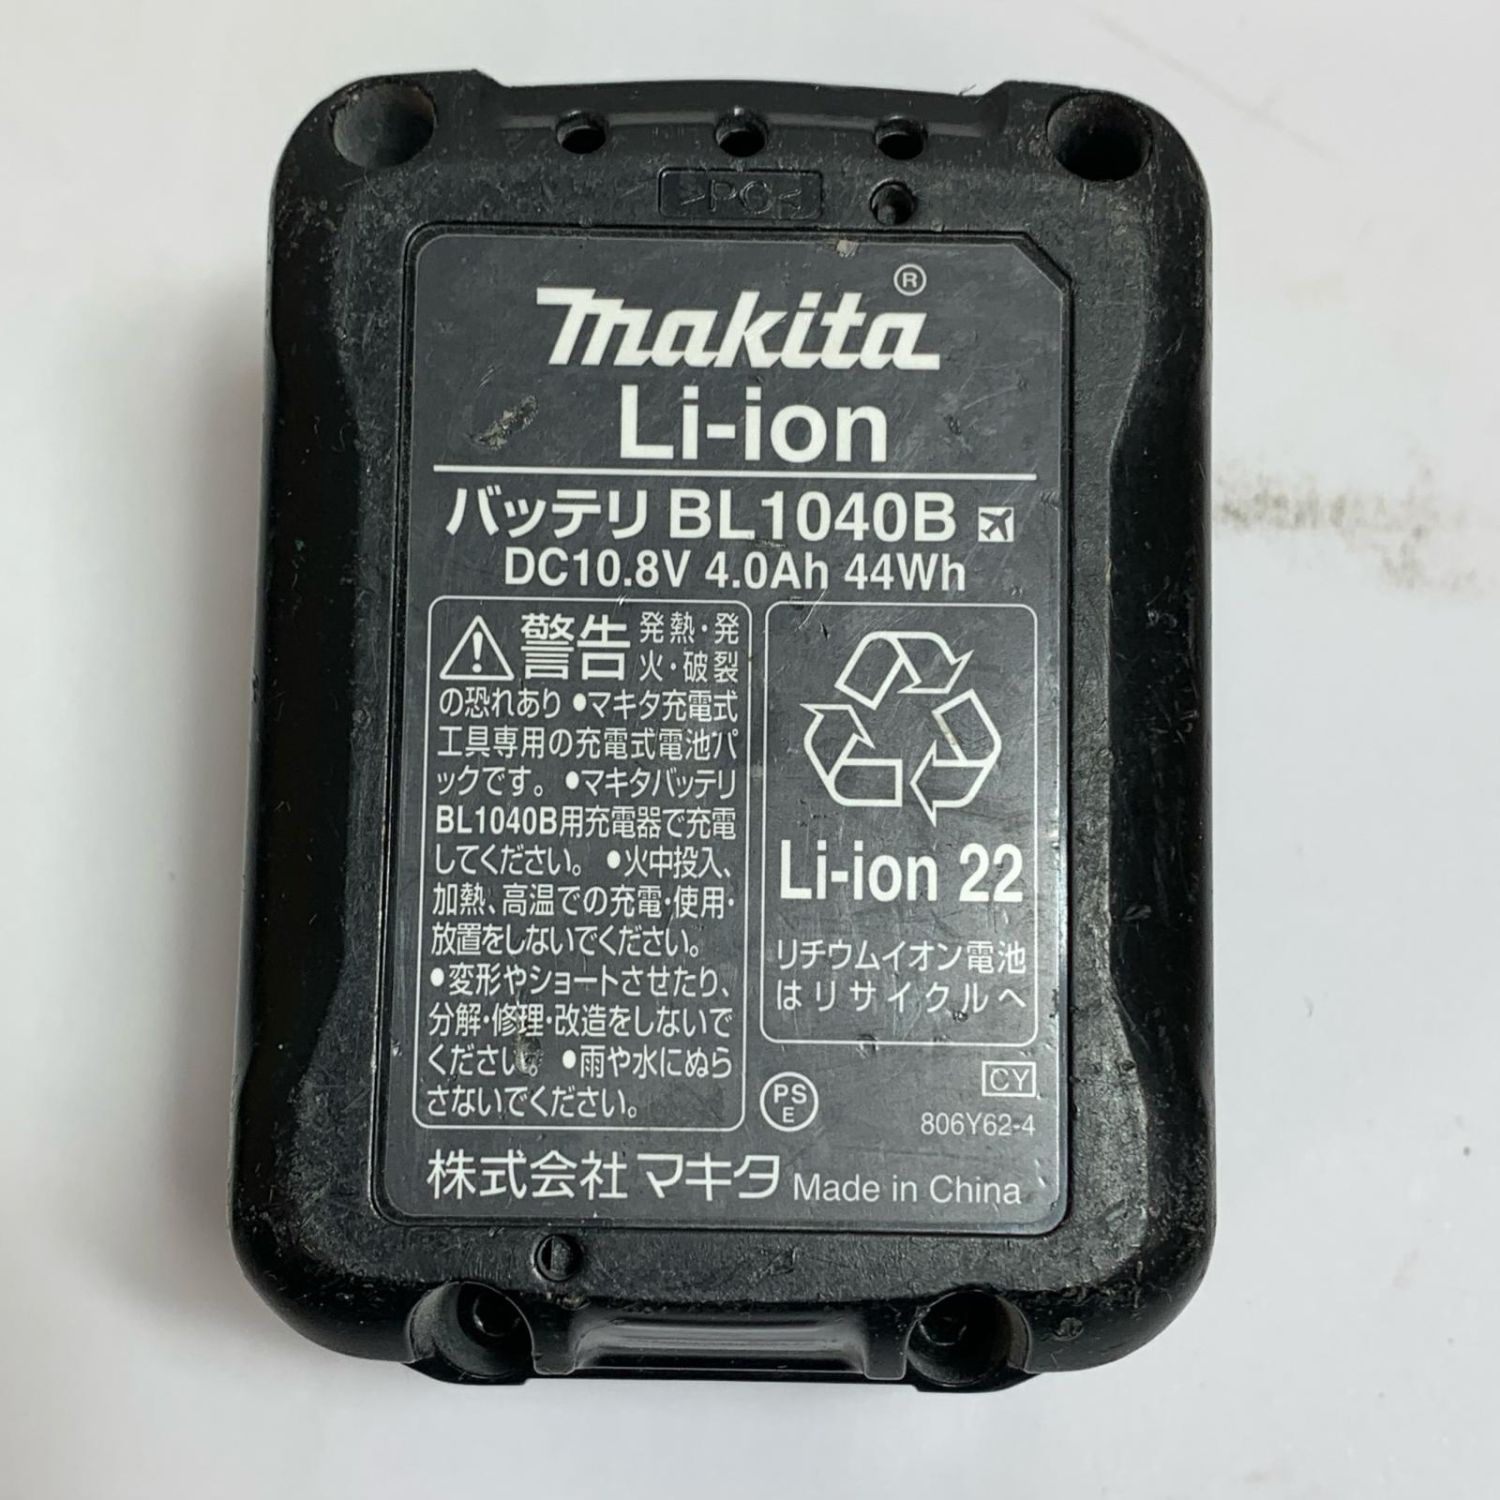 >PC<
makita®
Li-ion
バッテリ BL1040B
DC10.8V 4.0Ah 44Wh
警告 発熱・発
火・破裂
の恐れあり ●マキタ充電式
工具専用の充電式電池パ
ックです。 ●マキタバッテリ
BL1040B用充電器で充電
してください。 ●火中投入、
加熱、高温での充電・使用・
放置をしないでください。
●変形やショートさせたり、
分解・修理・改造をしないで
ください。 ●雨や水にぬら
さないでください。
Li-ion 22
リチウムイオン電池
はリサイクルへ
PS
E
CY
806Y62-4
株式会社 マキタ Made in China